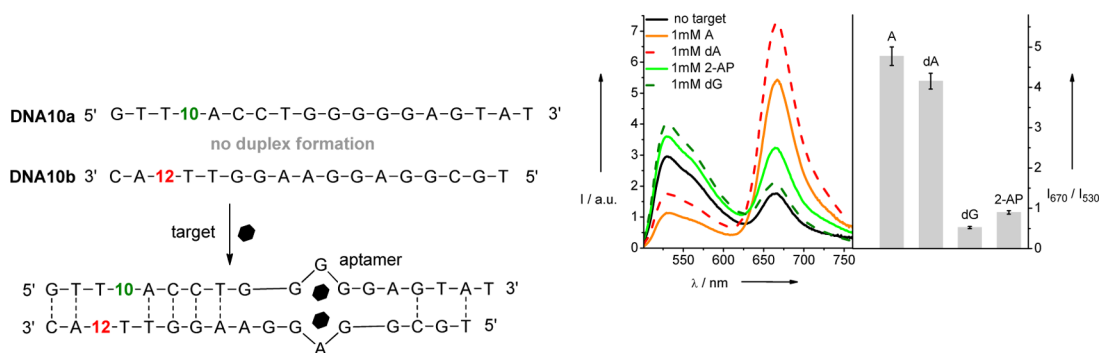 DNA10a 5' G–T–T–10–A–C–C–T–G–G–G–G–G–A–G–T–A–T 3'
no duplex formation
DNA10b 3' C–A–12–T–T–G–G–A–A–G–G–A–G–G–C–G–T 5'
target
aptamer
G
5' G–T–T–10–A–C–C–T–G–G G–G–A–G–T–A–T 3'
3' C–A–12–T–T–G–G–A–A–G–G G–G–C–G–T 5'
A
no target
1mM A
1mM dA
1mM 2-AP
1mM dG
7
6
5
4
3
2
1
0
I / a.u.
550 600 650 700 750
λ / nm
A
dA
dG
2-AP
5
4
3
2
1
0
I670 / I530